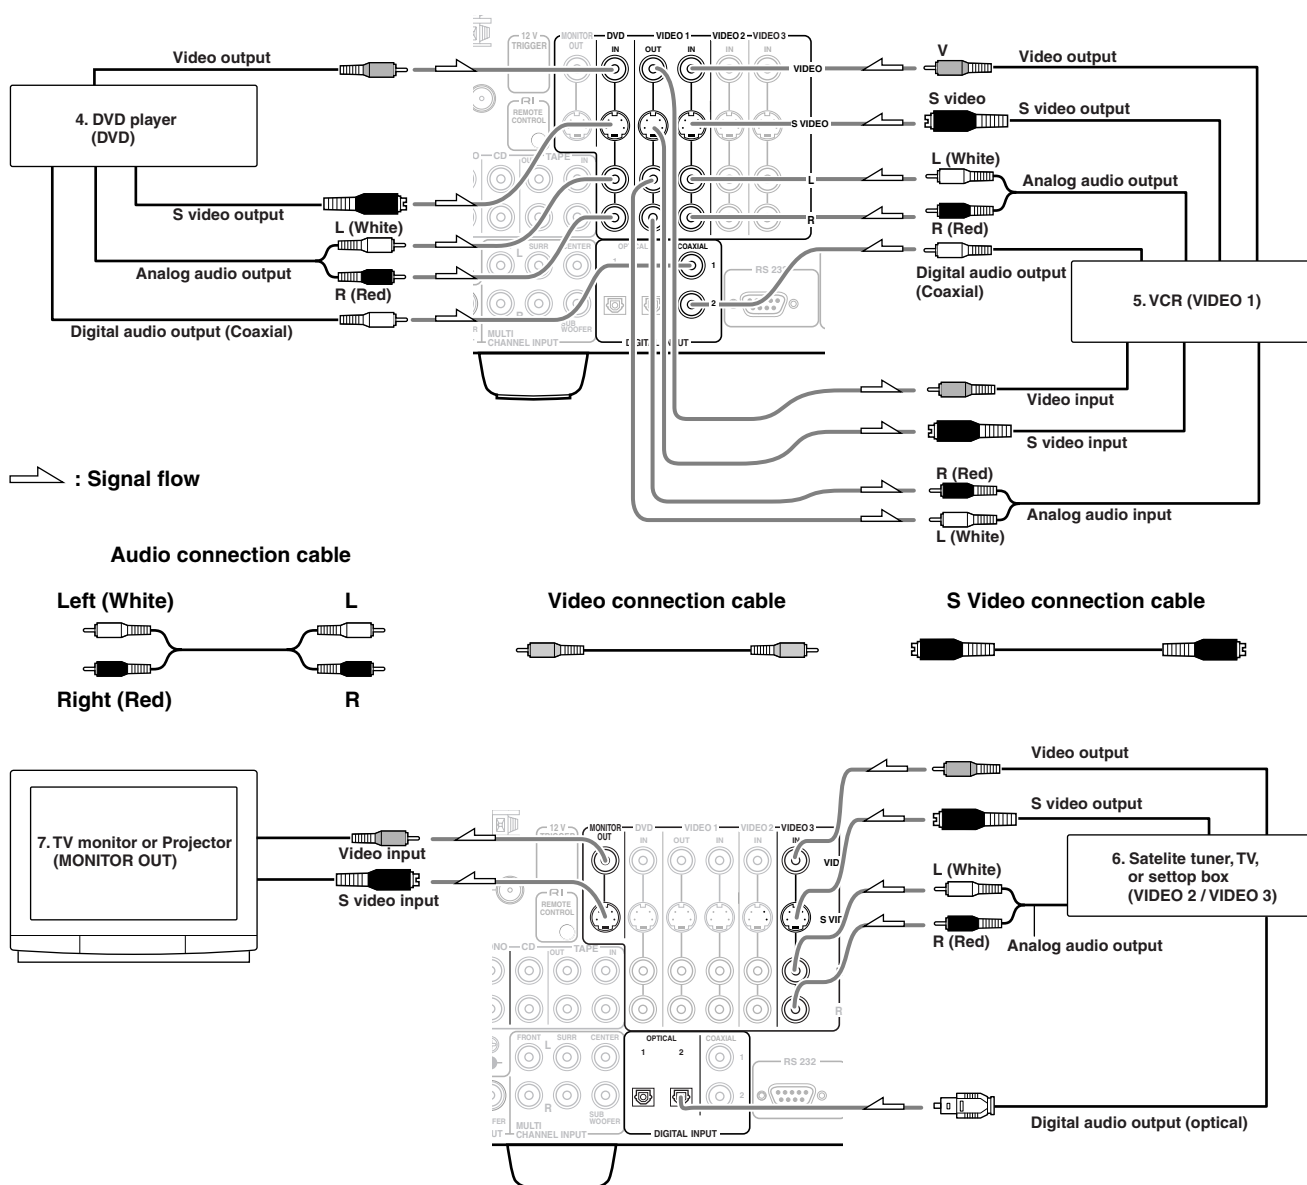 12 V
TRIGGER
MONITOR
OUT
DVD
IN
VIDEO 1
OUT
IN
VIDEO 2
IN
VIDEO 3
IN
VIDEO
S VIDEO
L
R
RI
REMOTE
CONTROL
CD
TAPE
OUT
IN
L
SURR
CENTER
SUB
WOOFER
MULTI
CHANNEL INPUT
COAXIAL
1
2
DIGITAL INPUT
Video output
4. DVD player
(DVD)
S video output
L (White)
Analog audio output
R (Red)
Digital audio output (Coaxial)
V
Video output
S video
S video output
L (White)
Analog audio output
R (Red)
Digital audio output
(Coaxial)
5. VCR (VIDEO 1)
Video input
S video input
R (Red)
Analog audio input
L (White)
: Signal flow
Audio connection cable
Left (White)
L
Right (Red)
R
Video connection cable
S Video connection cable
7. TV monitor or Projector
(MONITOR OUT)
Video input
S video input
12 V
MONITOR
OUT
DVD
IN
VIDEO 1
OUT
IN
VIDEO 2
IN
VIDEO 3
IN
VID
S VID
R
RI
REMOTE
CONTROL
CD
TAPE
OUT
IN
FRONT
SURR
CENTER
L
R
SUB
WOOFER
MULTI
CHANNEL INPUT
OPTICAL
1
2
COAXIAL
1
2
RS 232
DIGITAL INPUT
Video output
S video output
L (White)
R (Red)
Analog audio output
6. Satelite tuner, TV,
or settop box
(VIDEO 2 / VIDEO 3)
Digital audio output (optical)